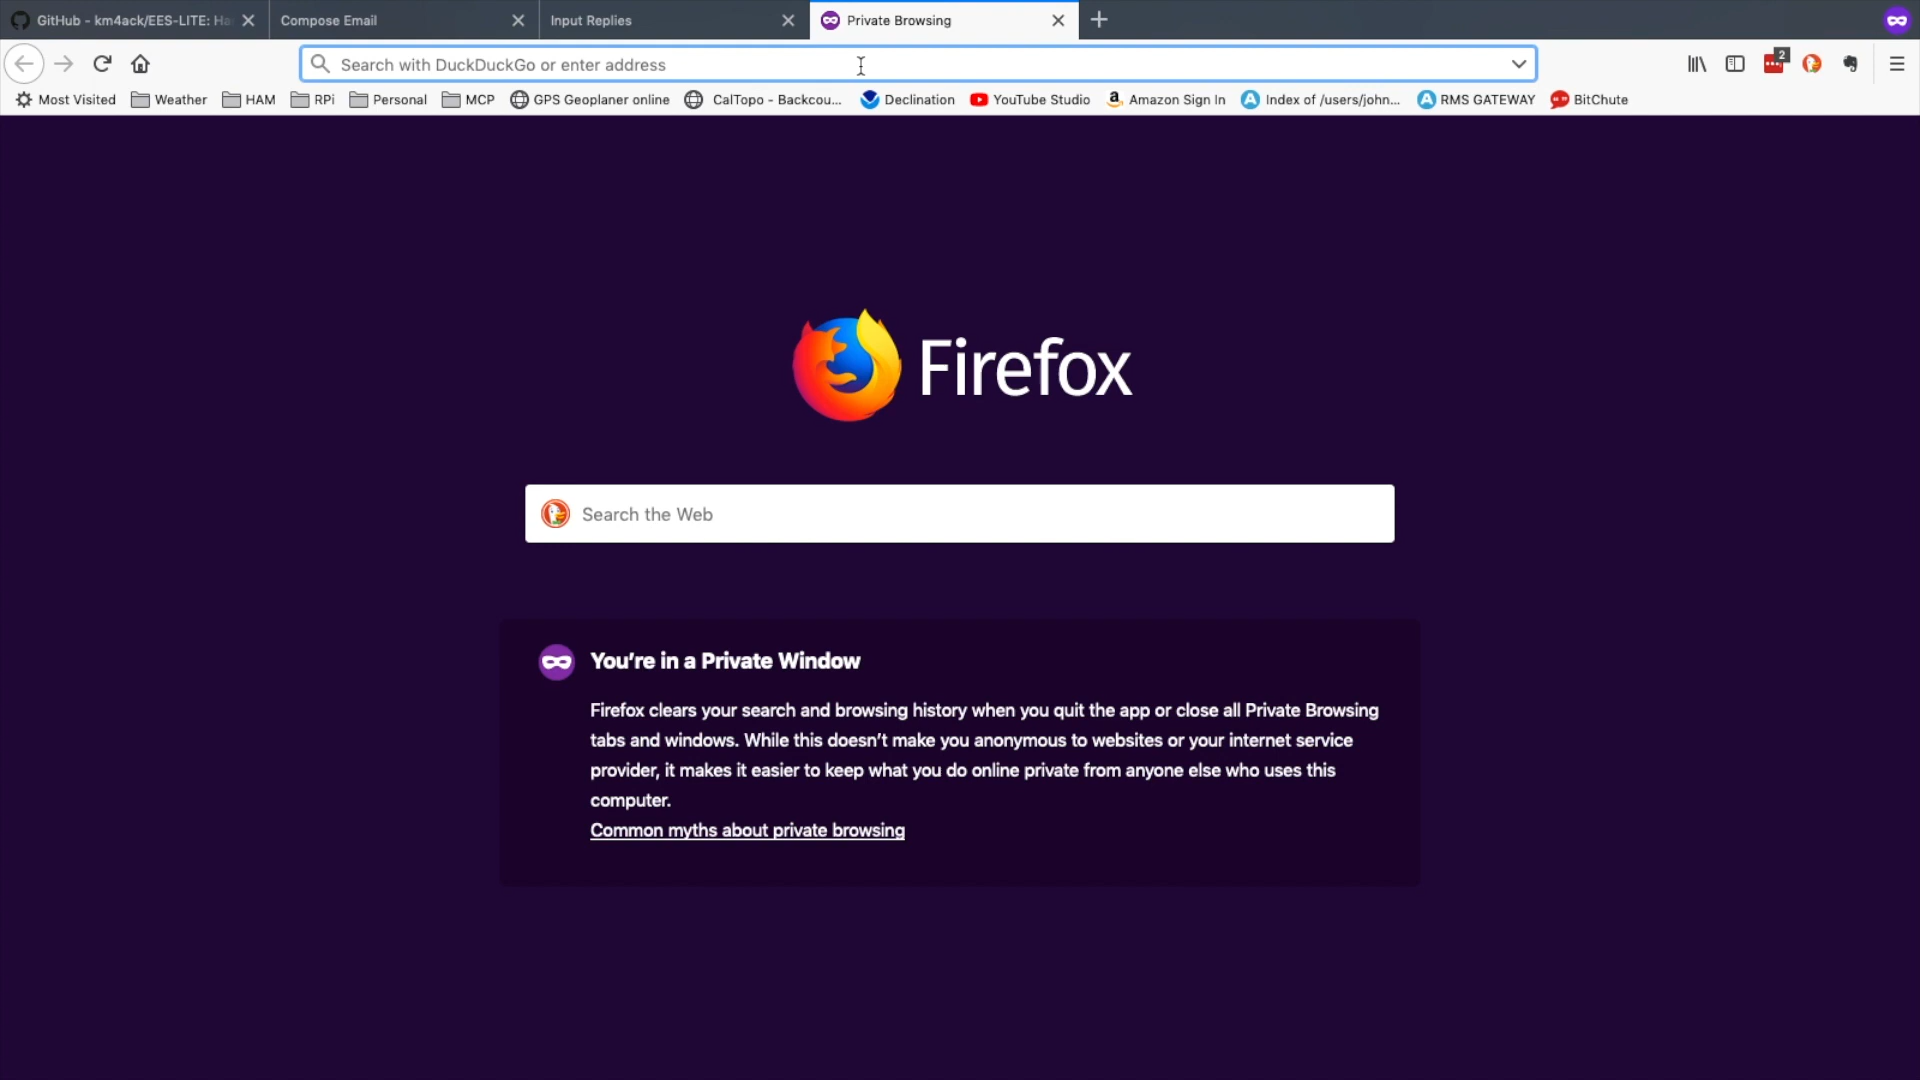 GitHub - km4ack/EES-LITE: Ha
Compose Email
Input Replies
Private Browsing
Search with DuckDuckGo or enter address
2
Most Visited
Weather
HAM
RPi
Personal
MCP
GPS Geoplaner online
CalTopo - Backcou...
Declination
YouTube Studio
Amazon Sign In
Index of /users/john...
RMS GATEWAY
BitChute
Firefox
Search the Web
You’re in a Private Window
Firefox clears your search and browsing history when you quit the app or close all Private Browsing
tabs and windows. While this doesn’t make you anonymous to websites or your internet service
provider, it makes it easier to keep what you do online private from anyone else who uses this
computer.
Common myths about private browsing